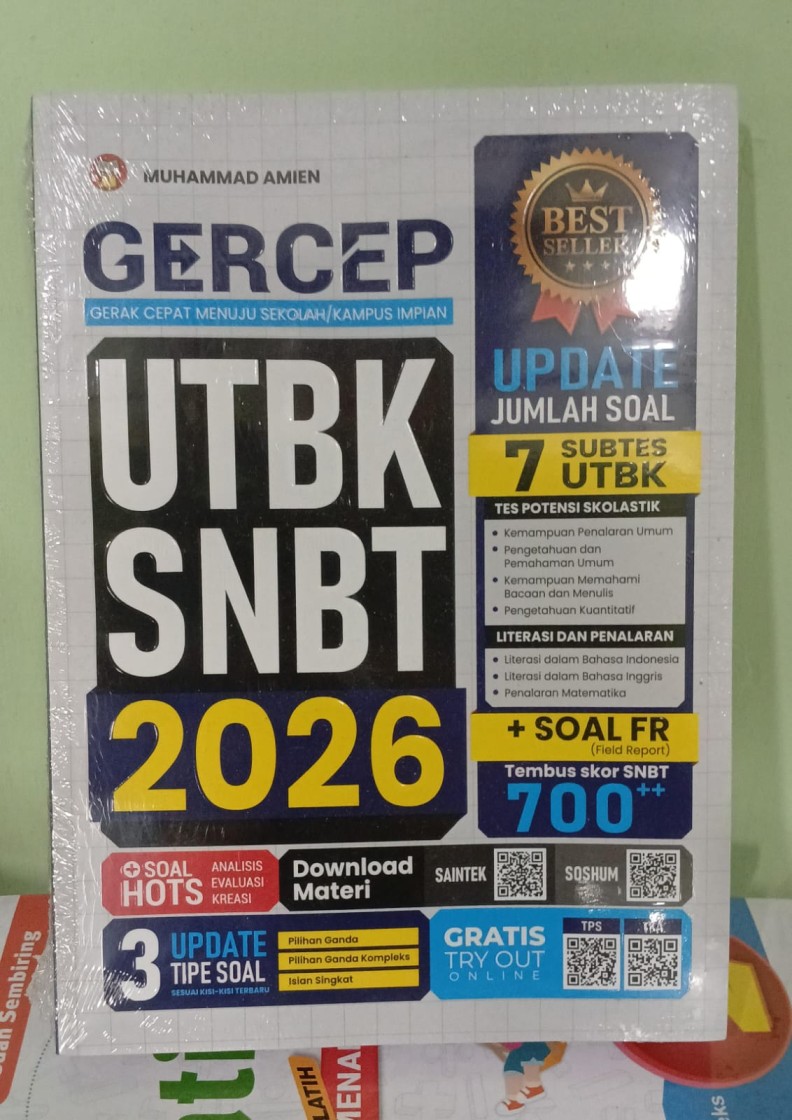 MUHAMMAD AMIEN
GERCEP
GERAK CEPAT MENUJU SEKOLAH/KAMPUS IMPIAN
UTBK
SNBT
2026
BEST
SELLER
UPDATE
JUMLAH SOAL
7 SUBTES
UTBK
TES POTENSI SKOLASTIK
• Kemampuan Penalaran Umum
• Pengetahuan dan
Pemahaman Umum
• Kemampuan Memahami
Bacaan dan Menulis
• Pengetahuan Kuantitatif
LITERASI DAN PENALARAN
• Literasi dalam Bahasa Indonesia
• Literasi dalam Bahasa Inggris
• Penalaran Matematika
+ SOAL FR
(Field Report)
Tembus skor SNBT
700++
+ SOAL
HOTS
ANALISIS
EVALUASI
KREASI
Download
Materi
SAINTEK
SOSHUM
3 UPDATE
TIPE SOAL
SESUAI KISI-KISI TERBARU
Pilihan Ganda
Pilihan Ganda Kompleks
Isian Singkat
GRATIS
TRY OUT
ONLINE
TPS
Sembiring